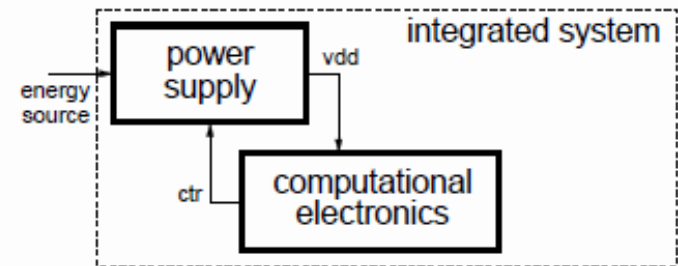 integrated system
power
supply
vdd
energy
source
ctr
computational
electronics